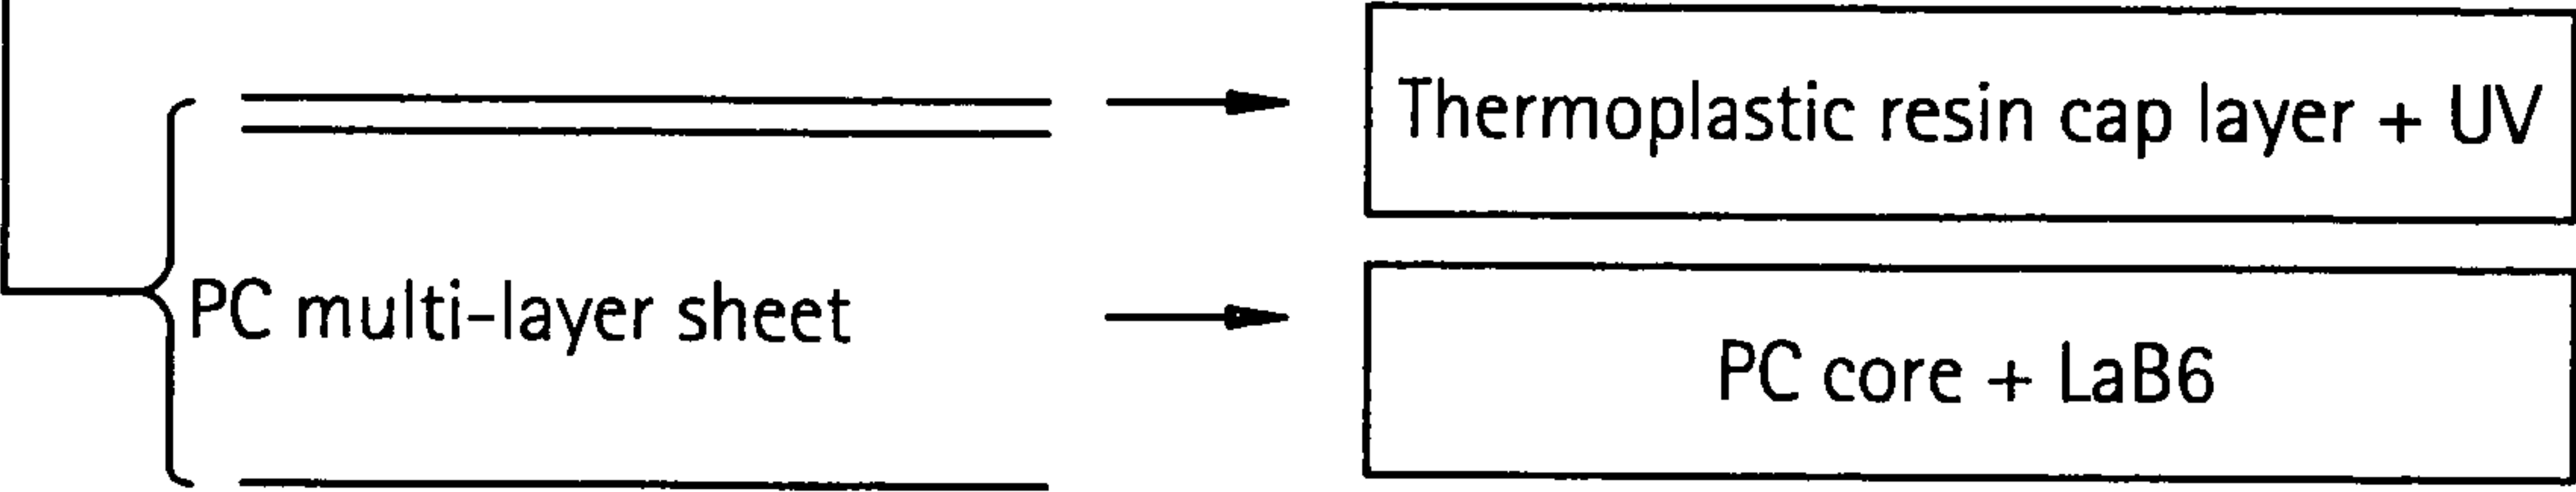 Thermoplastic resin cap layer + UV
PC multi-layer sheet
PC core + LaB6